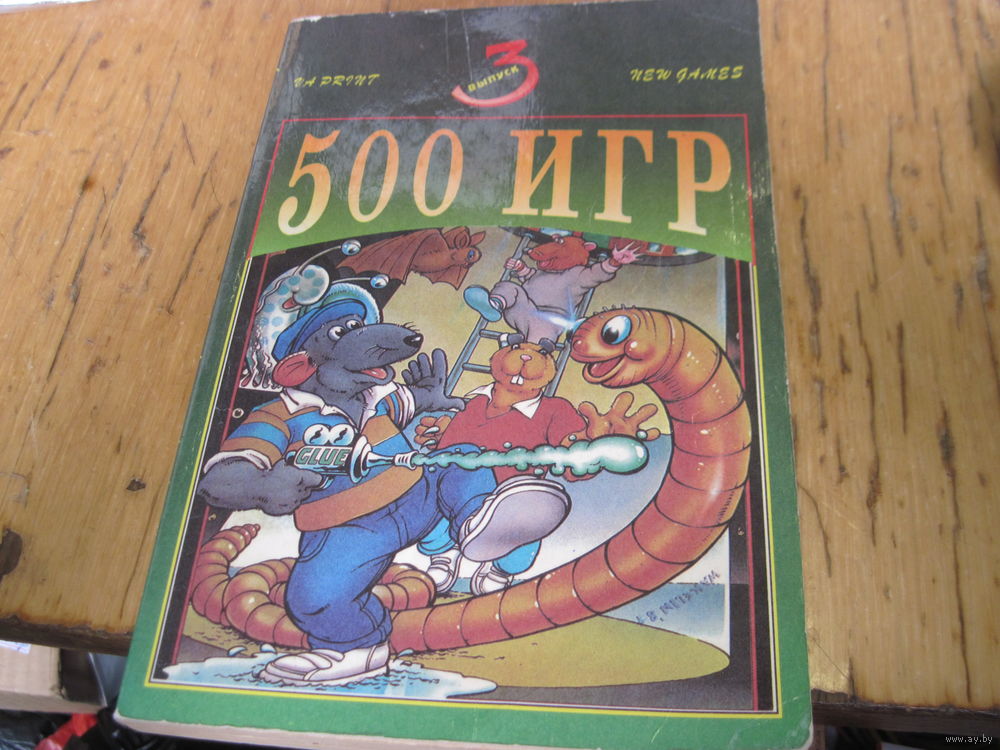 3
ВЫПУСК
VA PRINT
NEW GAMES
500 ИГР
GLUE
www.ay.by